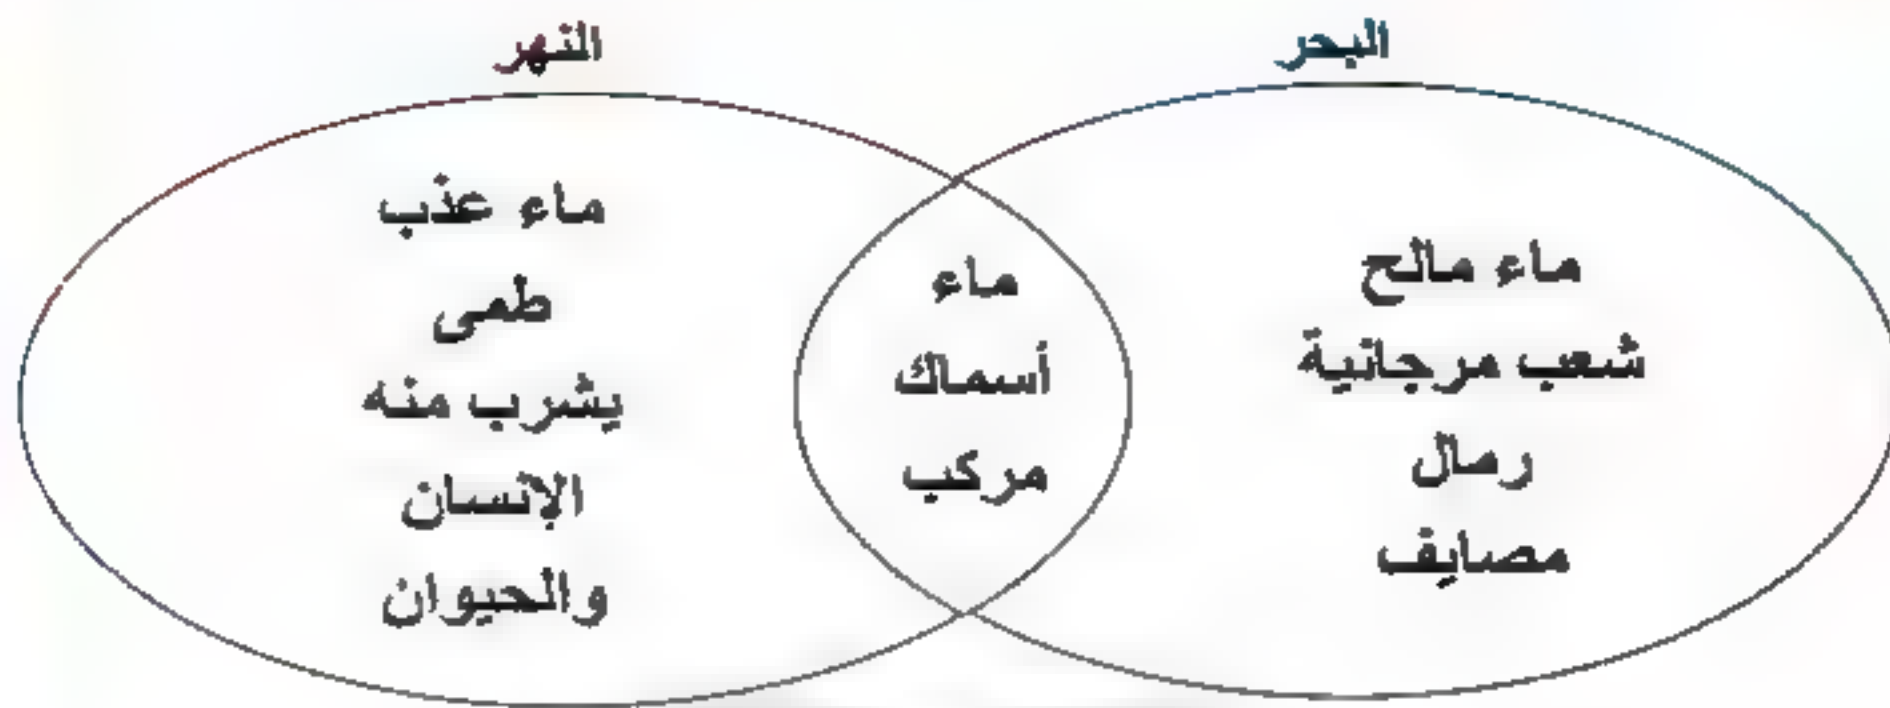 البحر
النهر
ماء مالح
شعب مرجانية
رمال
مصايف
ماء
أسماك
مركب
ماء عذب
طمى
يشرب منه
الإنسان
والحيوان